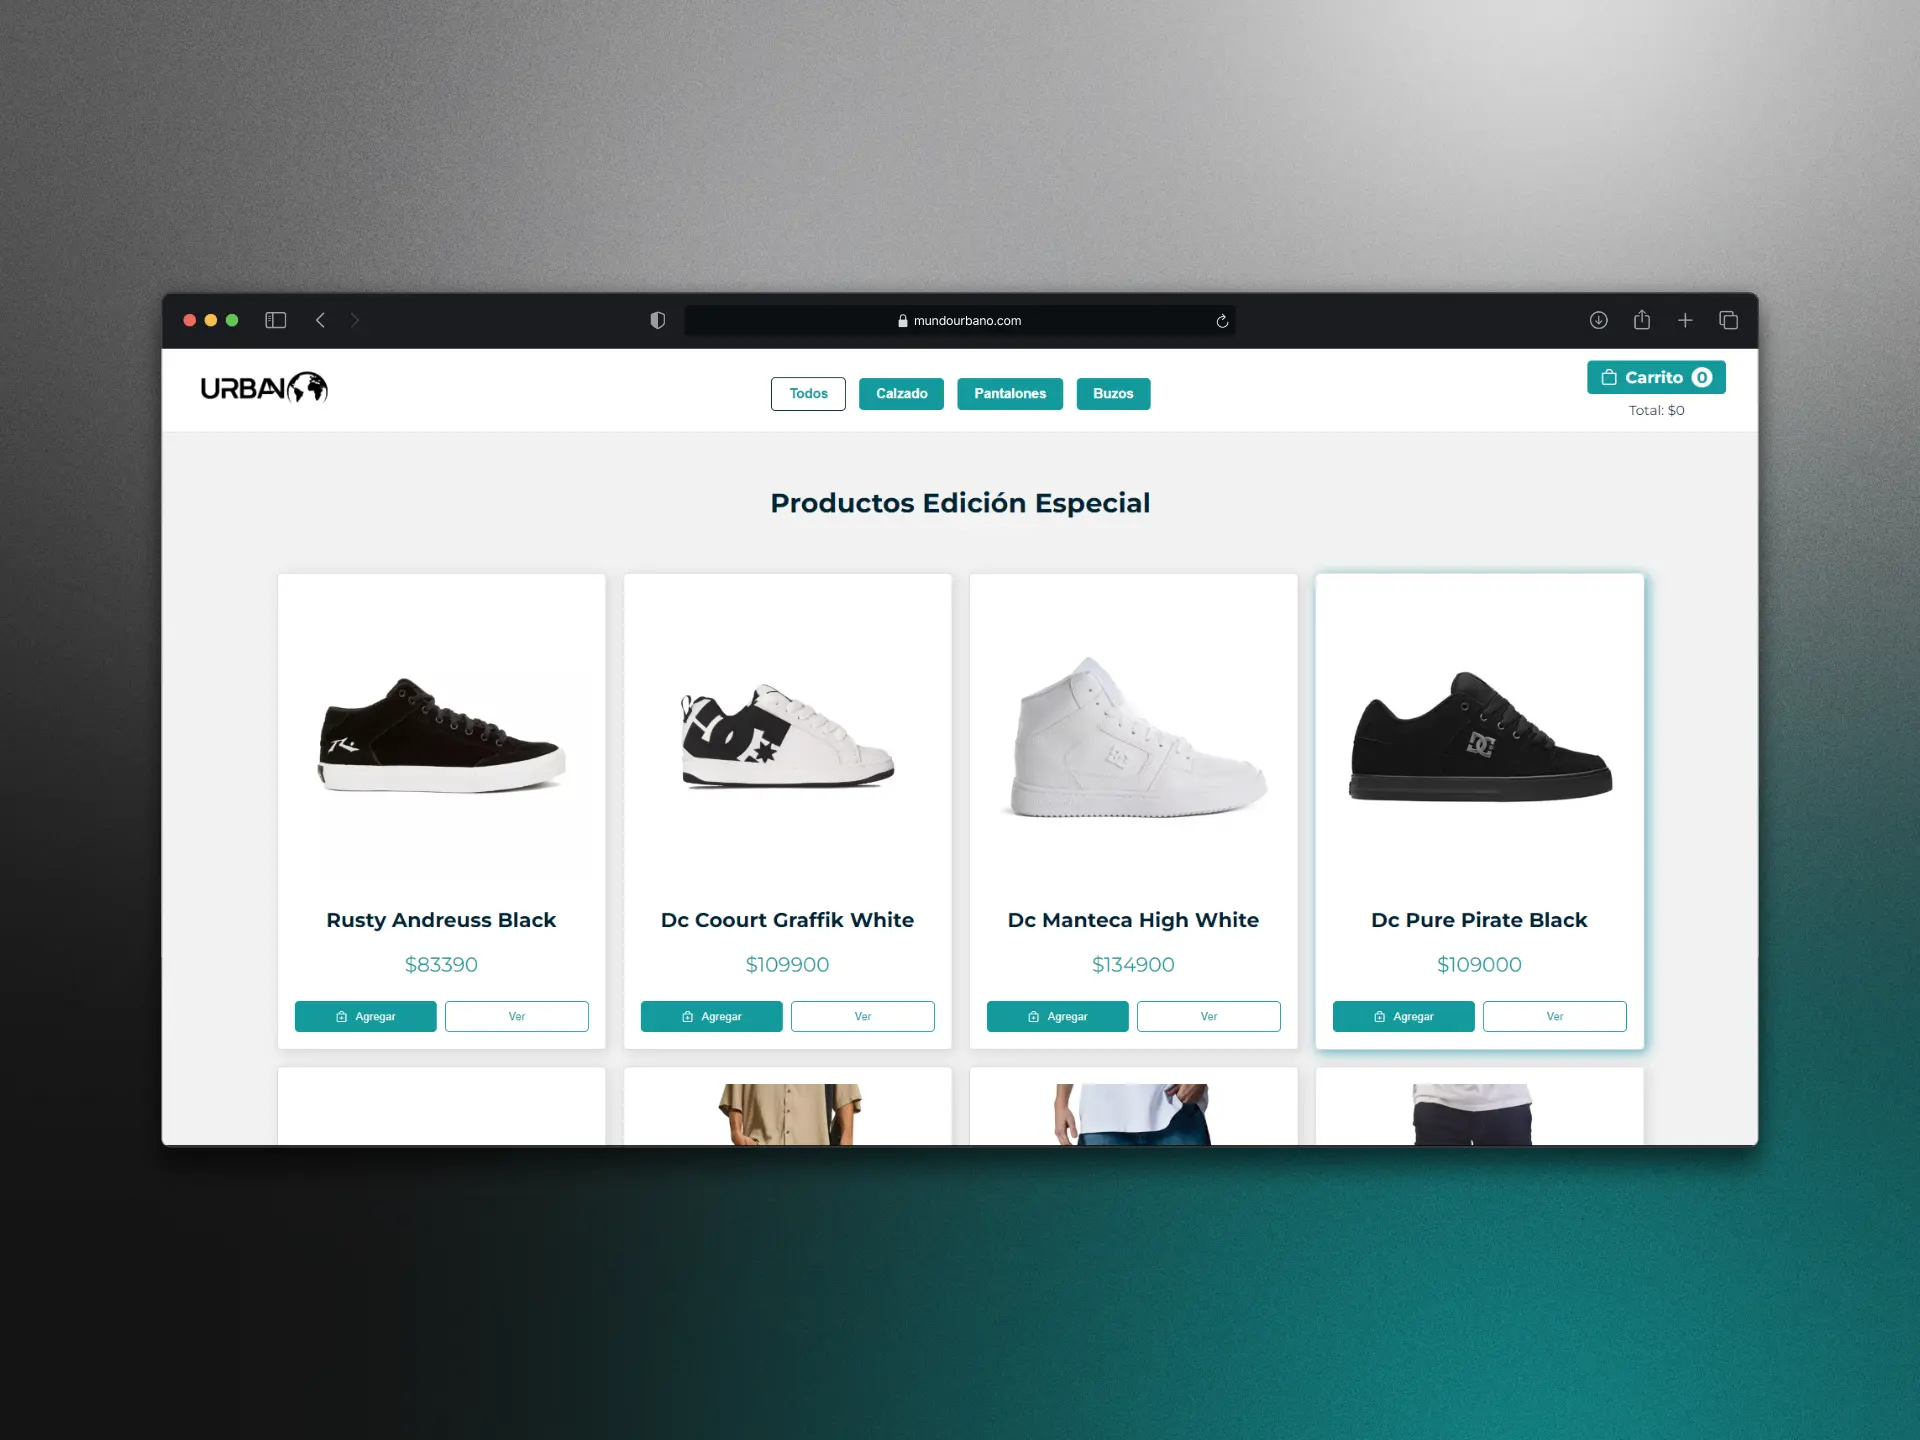 mundourbano.com
URBANO
Todos
Calzado
Pantalones
Buzos
Carrito 0
Total: $0
Productos Edición Especial
Rusty Andreuss Black
$83390
Agregar
Ver
Dc Coourt Graffik White
$109900
Agregar
Ver
Dc Manteca High White
$134900
Agregar
Ver
Dc Pure Pirate Black
$109000
Agregar
Ver